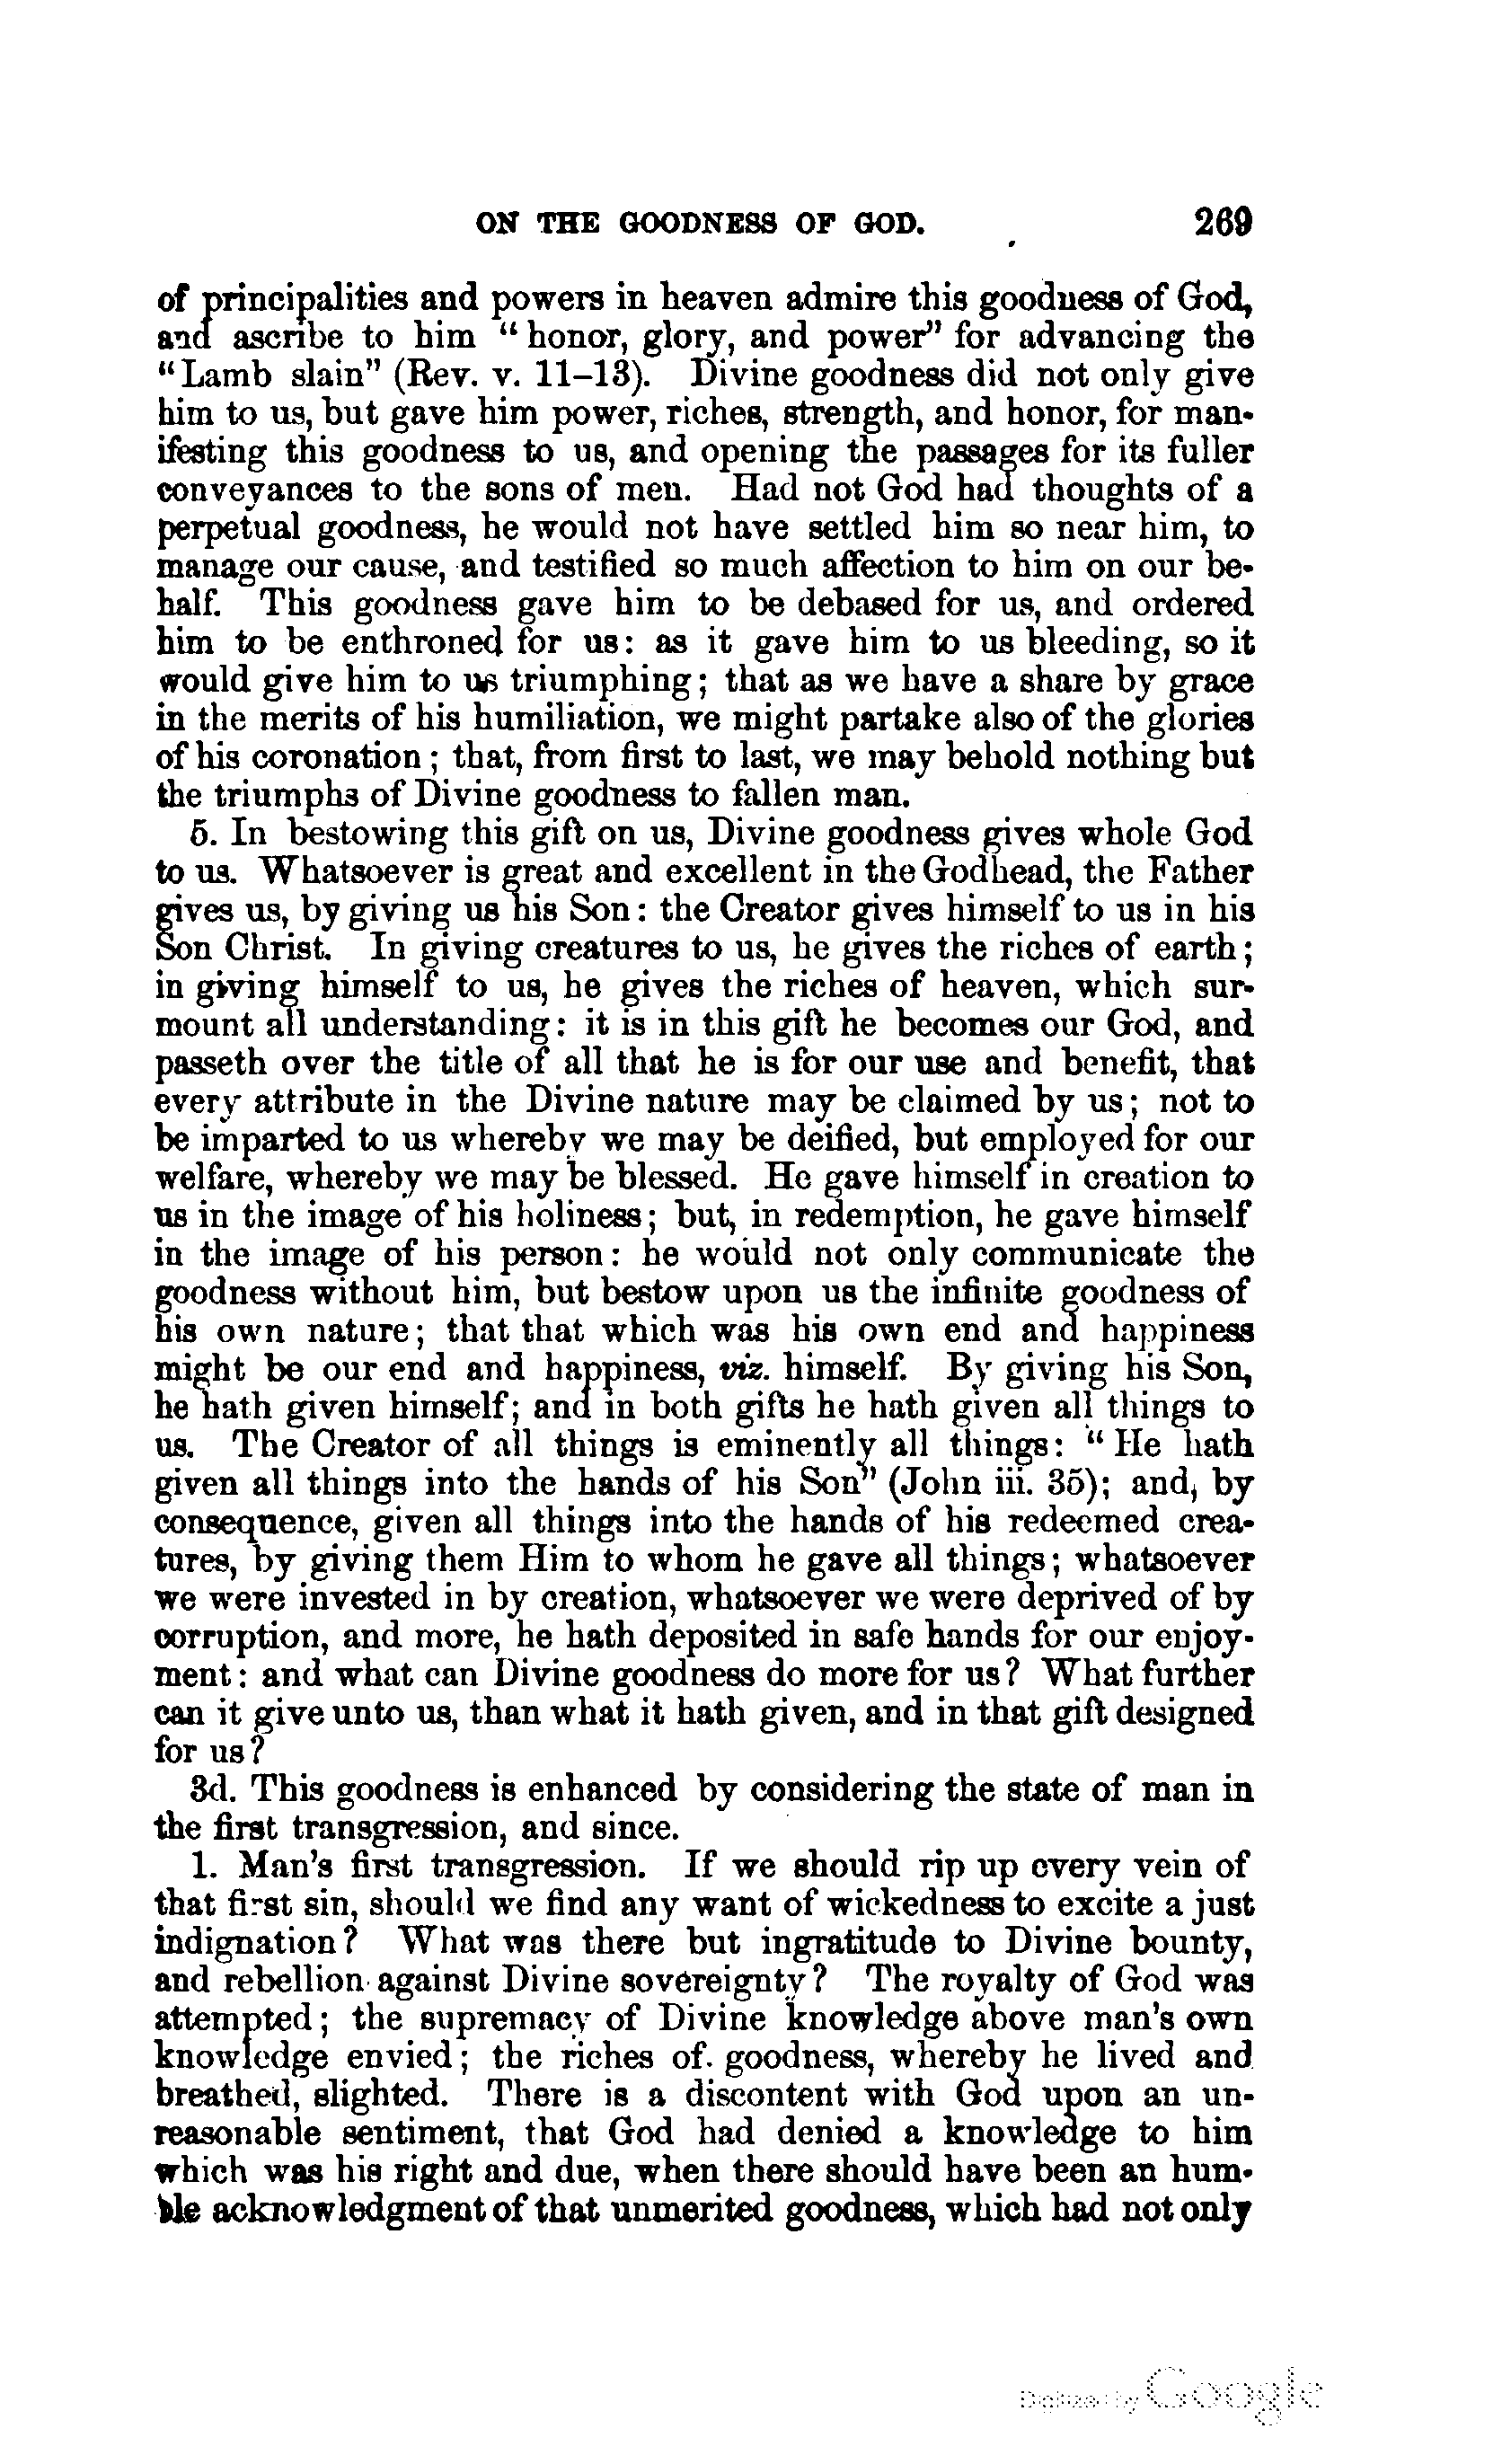 ON THE GOODNESS OF GOD. 269
of principalities and powers in heaven admire this goodness of God,
and ascribe to him “honor, glory, and power” for advancing the
“Lamb slain” (Rev. v. 11–13). Divine goodness did not only give
him to us, but gave him power, riches, strength, and honor, for man-
ifesting this goodness to us, and opening the passages for its fuller
conveyances to the sons of men. Had not God had thoughts of a
perpetual goodness, he would not have settled him so near him, to
manage our cause, and testified so much affection to him on our be-
half. This goodness gave him to be debased for us, and ordered
him to be enthroned for us: as it gave him to us bleeding, so it
would give him to us triumphing; that as we have a share by grace
in the merits of his humiliation, we might partake also of the glories
of his coronation; that, from first to last, we may behold nothing but
the triumphs of Divine goodness to fallen man.
5. In bestowing this gift on us, Divine goodness gives whole God
to us. Whatsoever is great and excellent in the Godhead, the Father
gives us, by giving us his Son: the Creator gives himself to us in his
Son Christ. In giving creatures to us, he gives the riches of earth;
in giving himself to us, he gives the riches of heaven, which sur-
mount all understanding: it is in this gift he becomes our God, and
passeth over the title of all that he is for our use and benefit, that
every attribute in the Divine nature may be claimed by us; not to
be imparted to us whereby we may be deified, but employed for our
welfare, whereby we may be blessed. He gave himself in creation to
us in the image of his holiness; but, in redemption, he gave himself
in the image of his person: he would not only communicate the
goodness without him, but bestow upon us the infinite goodness of
his own nature; that that which was his own end and happiness
might be our end and happiness, viz. himself. By giving his Son,
he hath given himself; and in both gifts he hath given all things to
us. The Creator of all things is eminently all things: “He hath
given all things into the hands of his Son” (John iii. 35); and, by
consequence, given all things into the hands of his redeemed crea-
tures, by giving them Him to whom he gave all things; whatsoever
we were invested in by creation, whatsoever we were deprived of by
corruption, and more, he hath deposited in safe hands for our enjoy-
ment: and what can Divine goodness do more for us? What further
can it give unto us, than what it hath given, and in that gift designed
for us?
3d. This goodness is enhanced by considering the state of man in
the first transgression, and since.
1. Man's first transgression. If we should rip up every vein of
that first sin, should we find any want of wickedness to excite a just
indignation? What was there but ingratitude to Divine bounty,
and rebellion against Divine sovereignty? The royalty of God was
attempted; the supremacy of Divine knowledge above man's own
knowledge envied; the riches of goodness, whereby he lived and
breathed, slighted. There is a discontent with God upon an un-
reasonable sentiment, that God had denied a knowledge to him
which was his right and due, when there should have been an hum-
ble acknowledgment of that unmerited goodness, which had not only
Digitized by Google